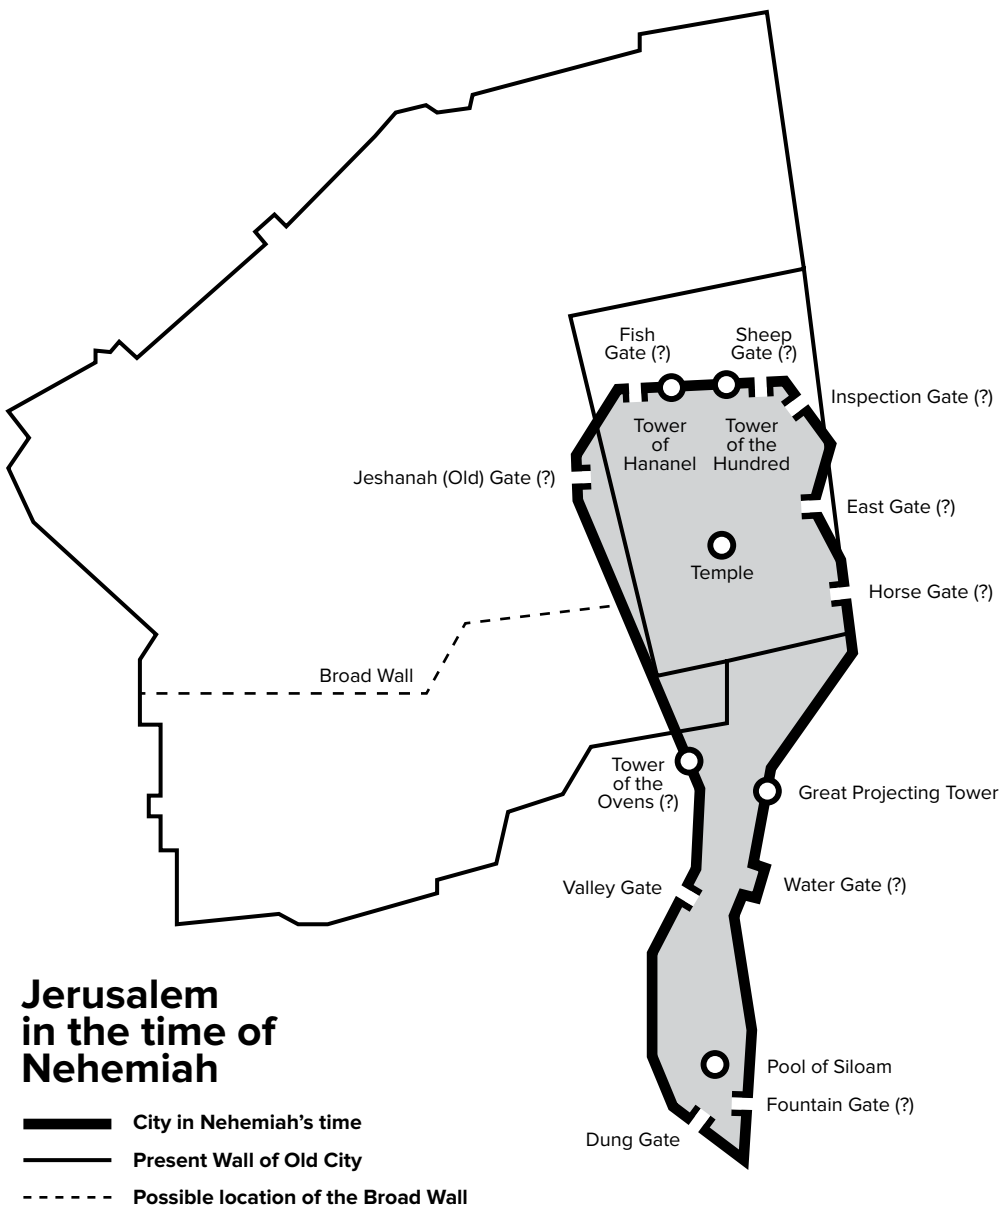 Fish
Gate (?)
Sheep
Gate (?)
Inspection Gate (?)
Tower
of
Hananel
Tower
of the
Hundred
Jeshanah (Old) Gate (?)
East Gate (?)
Temple
Horse Gate (?)
Broad Wall
Tower
of the
Ovens (?)
Great Projecting Tower
Valley Gate
Water Gate (?)
Jerusalem
in the time of
Nehemiah
Pool of Siloam
Fountain Gate (?)
Dung Gate
City in Nehemiah’s time
Present Wall of Old City
Possible location of the Broad Wall